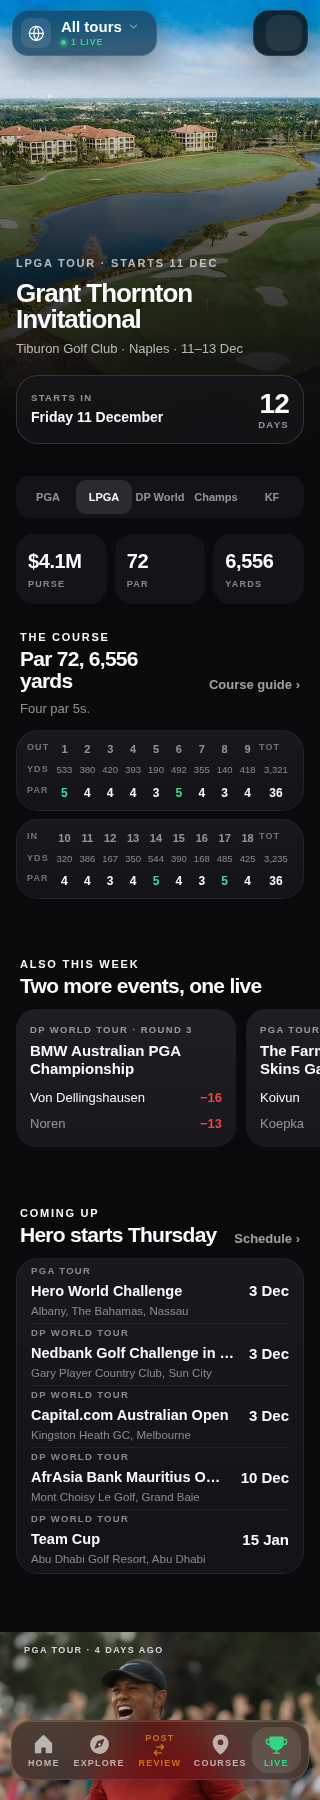 All tours
1 LIVE
LPGA TOUR · STARTS 11 DEC
Grant Thornton
Invitational
Tiburon Golf Club · Naples · 11–13 Dec
STARTS IN
Friday 11 December
12
DAYS
PGA LPGA DP World Champs KF
$4.1M 72 6,556
PURSE PAR YARDS
THE COURSE
Par 72, 6,556
yards
Course guide ›
Four par 5s.
OUT 1 2 3 4 5 6 7 8 9 TOT
YDS 533 380 420 393 190 492 355 140 418 3,321
PAR 5 4 4 4 3 5 4 3 4 36
IN 10 11 12 13 14 15 16 17 18 TOT
YDS 320 386 167 350 544 390 168 485 425 3,235
PAR 4 4 3 4 5 4 3 5 4 36
ALSO THIS WEEK
Two more events, one live
DP WORLD TOUR · ROUND 3
BMW Australian PGA
Championship
Von Dellingshausen −16
Noren −13
PGA TOUR
The Farm
Skins Ga
Koivun
Koepka
COMING UP
Hero starts Thursday
Schedule ›
PGA TOUR
Hero World Challenge 3 Dec
Albany, The Bahamas, Nassau
DP WORLD TOUR
Nedbank Golf Challenge in … 3 Dec
Gary Player Country Club, Sun City
DP WORLD TOUR
Capital.com Australian Open 3 Dec
Kingston Heath GC, Melbourne
DP WORLD TOUR
AfrAsia Bank Mauritius O… 10 Dec
Mont Choisy Le Golf, Grand Baie
DP WORLD TOUR
Team Cup 15 Jan
Abu Dhabi Golf Resort, Abu Dhabi
PGA TOUR · 4 DAYS AGO
POST
HOME EXPLORE REVIEW COURSES LIVE